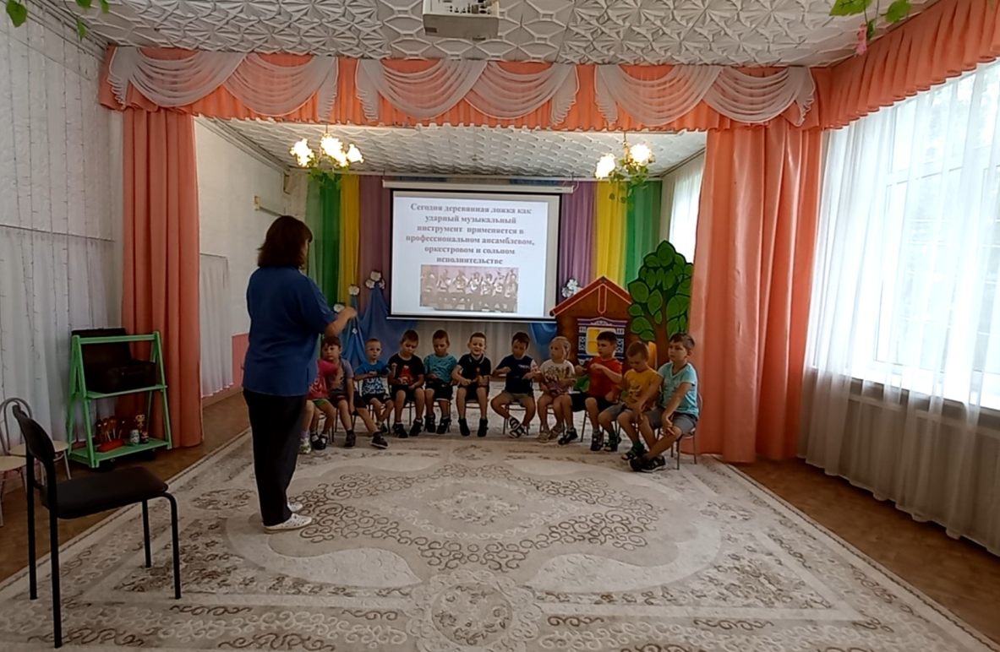 Сегодня деревянная ложка как
ударный музыкальный
инструмент применяется в
профессиональном ансамблевом,
оркестровом и сольном
исполнительстве